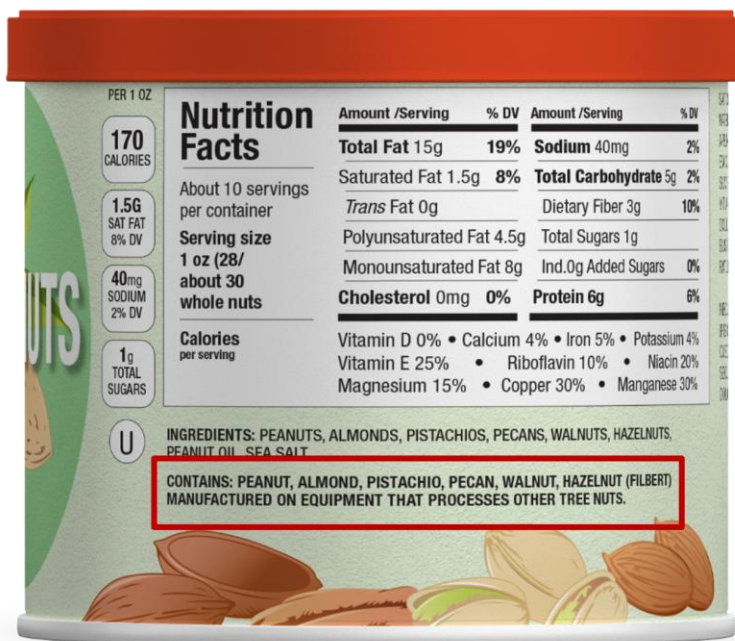 PER 1 OZ
170
CALORIES
1.5G
SAT FAT
8% DV
40mg
SODIUM
2% DV
1g
TOTAL
SUGARS
U
UTS
Nutrition
Facts
About 10 servings
per container
Serving size
1 oz (28/
about 30
whole nuts
Calories
per serving
Amount /Serving % DV
Total Fat 15g 19%
Saturated Fat 1.5g 8%
Trans Fat 0g
Polyunsaturated Fat 4.5g
Monounsaturated Fat 8g
Cholesterol 0mg 0%
Amount /Serving % DV
Sodium 40mg 2%
Total Carbohydrate 5g 2%
Dietary Fiber 3g 10%
Total Sugars 1g
Ind.0g Added Sugars 0%
Protein 6g 6%
Vitamin D 0% • Calcium 4% • Iron 5% • Potassium 4%
Vitamin E 25% • Riboflavin 10% • Niacin 20%
Magnesium 15% • Copper 30% • Manganese 30%
INGREDIENTS: PEANUTS, ALMONDS, PISTACHIOS, PECANS, WALNUTS, HAZELNUTS,
PEANUT OIL, SEA SALT
CONTAINS: PEANUT, ALMOND, PISTACHIO, PECAN, WALNUT, HAZELNUT (FILBERT)
MANUFACTURED ON EQUIPMENT THAT PROCESSES OTHER TREE NUTS.